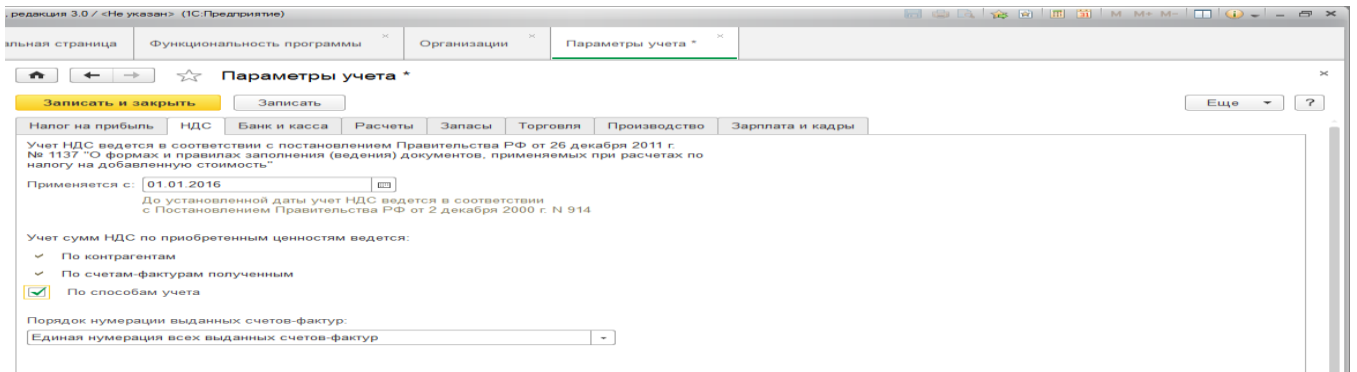 редакция 3.0 / <Не указан> (1С:Предприятие)
M M+ M-
альная страница
Функциональность программы
Организации
Параметры учета *
Параметры учета *
Записать и закрыть
Записать
Еще
?
Налог на прибыль
НДС
Банк и касса
Расчеты
Запасы
Торговля
Производство
Зарплата и кадры
Учет НДС ведется в соответствии с постановлением Правительства РФ от 26 декабря 2011 г.
№ 1137 "О формах и правилах заполнения (ведения) документов, применяемых при расчетах по
налогу на добавленную стоимость"
Применяется с: 01.01.2016
До установленной даты учет НДС ведется в соответствии
с Постановлением Правительства РФ от 2 декабря 2000 г. N 914
Учет сумм НДС по приобретенным ценностям ведется:
По контрагентам
По счетам-фактурам полученным
По способам учета
Порядок нумерации выданных счетов-фактур:
Единая нумерация всех выданных счетов-фактур